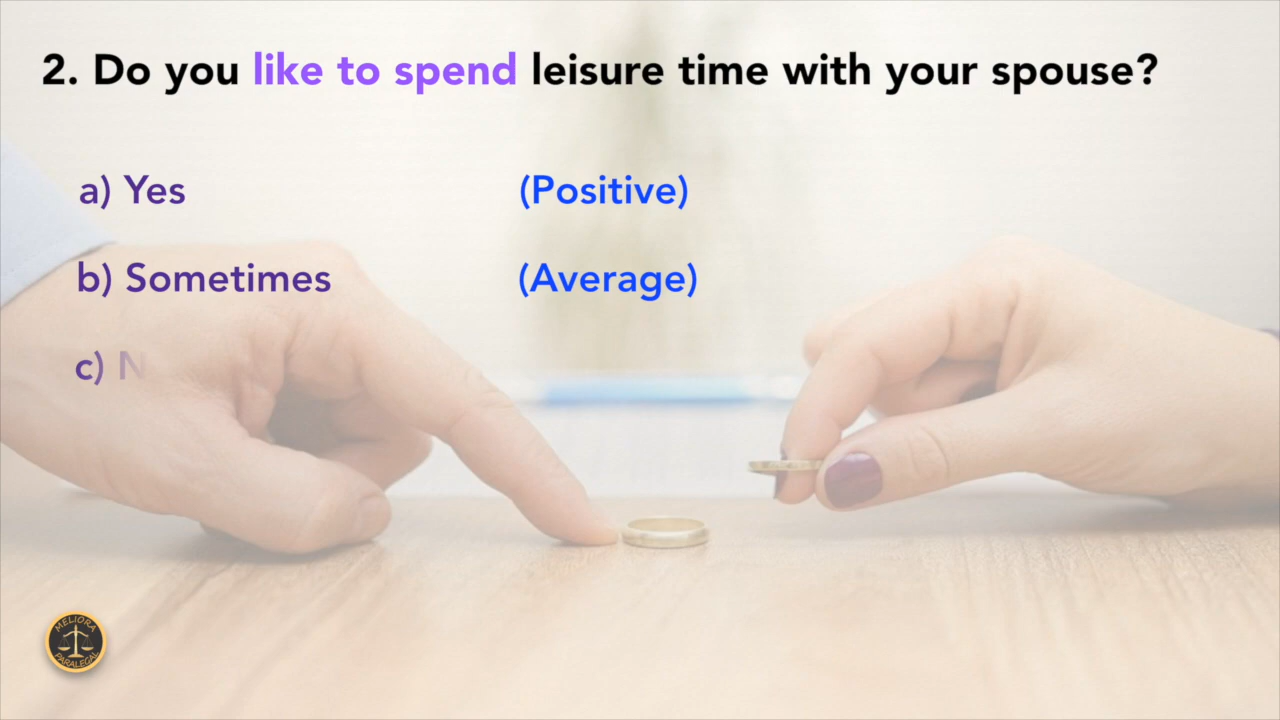 2. Do you like to spend leisure time with your spouse?
a) Yes (Positive)
b) Sometimes (Average)
c) N
MELIORA
PARALEGAL